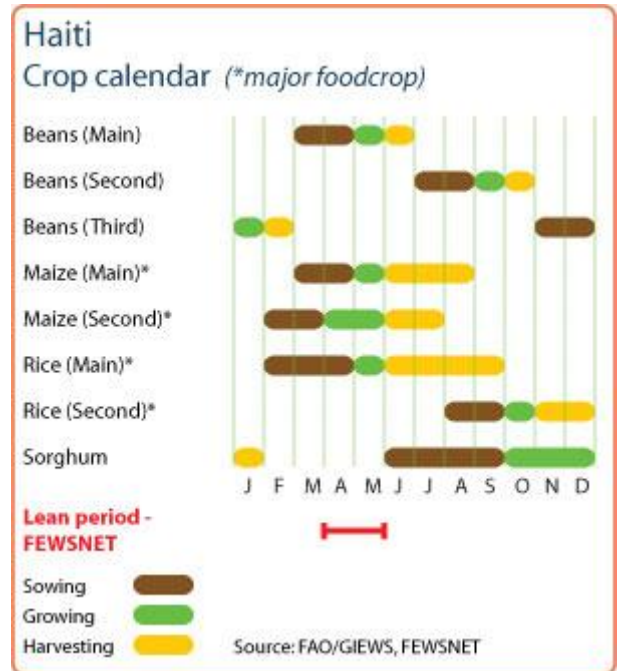 Haiti
Crop calendar (*major foodcrop)
Beans (Main)
Beans (Second)
Beans (Third)
Maize (Main)*
Maize (Second)*
Rice (Main)*
Rice (Second)*
Sorghum
J F M A M J J A S O N D
Lean period -
FEWSNET
Sowing
Growing
Harvesting
Source: FAO/GIEWS, FEWSNET